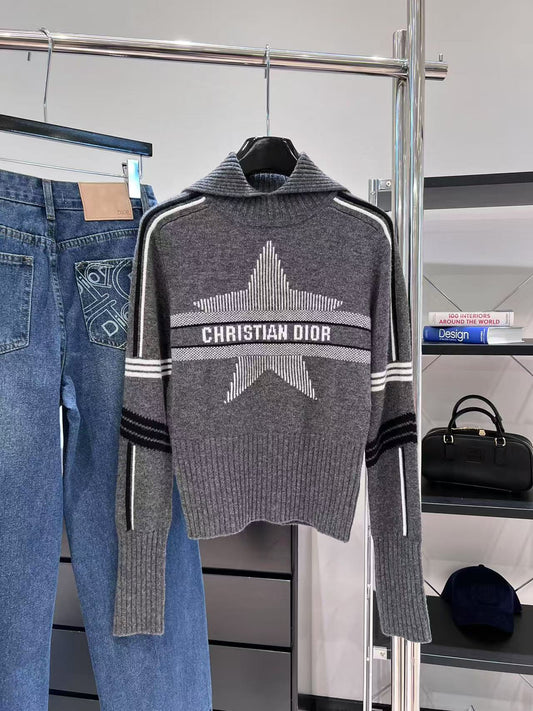 CHRISTIAN DIOR
100 INTERIORS
AROUND THE WORLD
Design